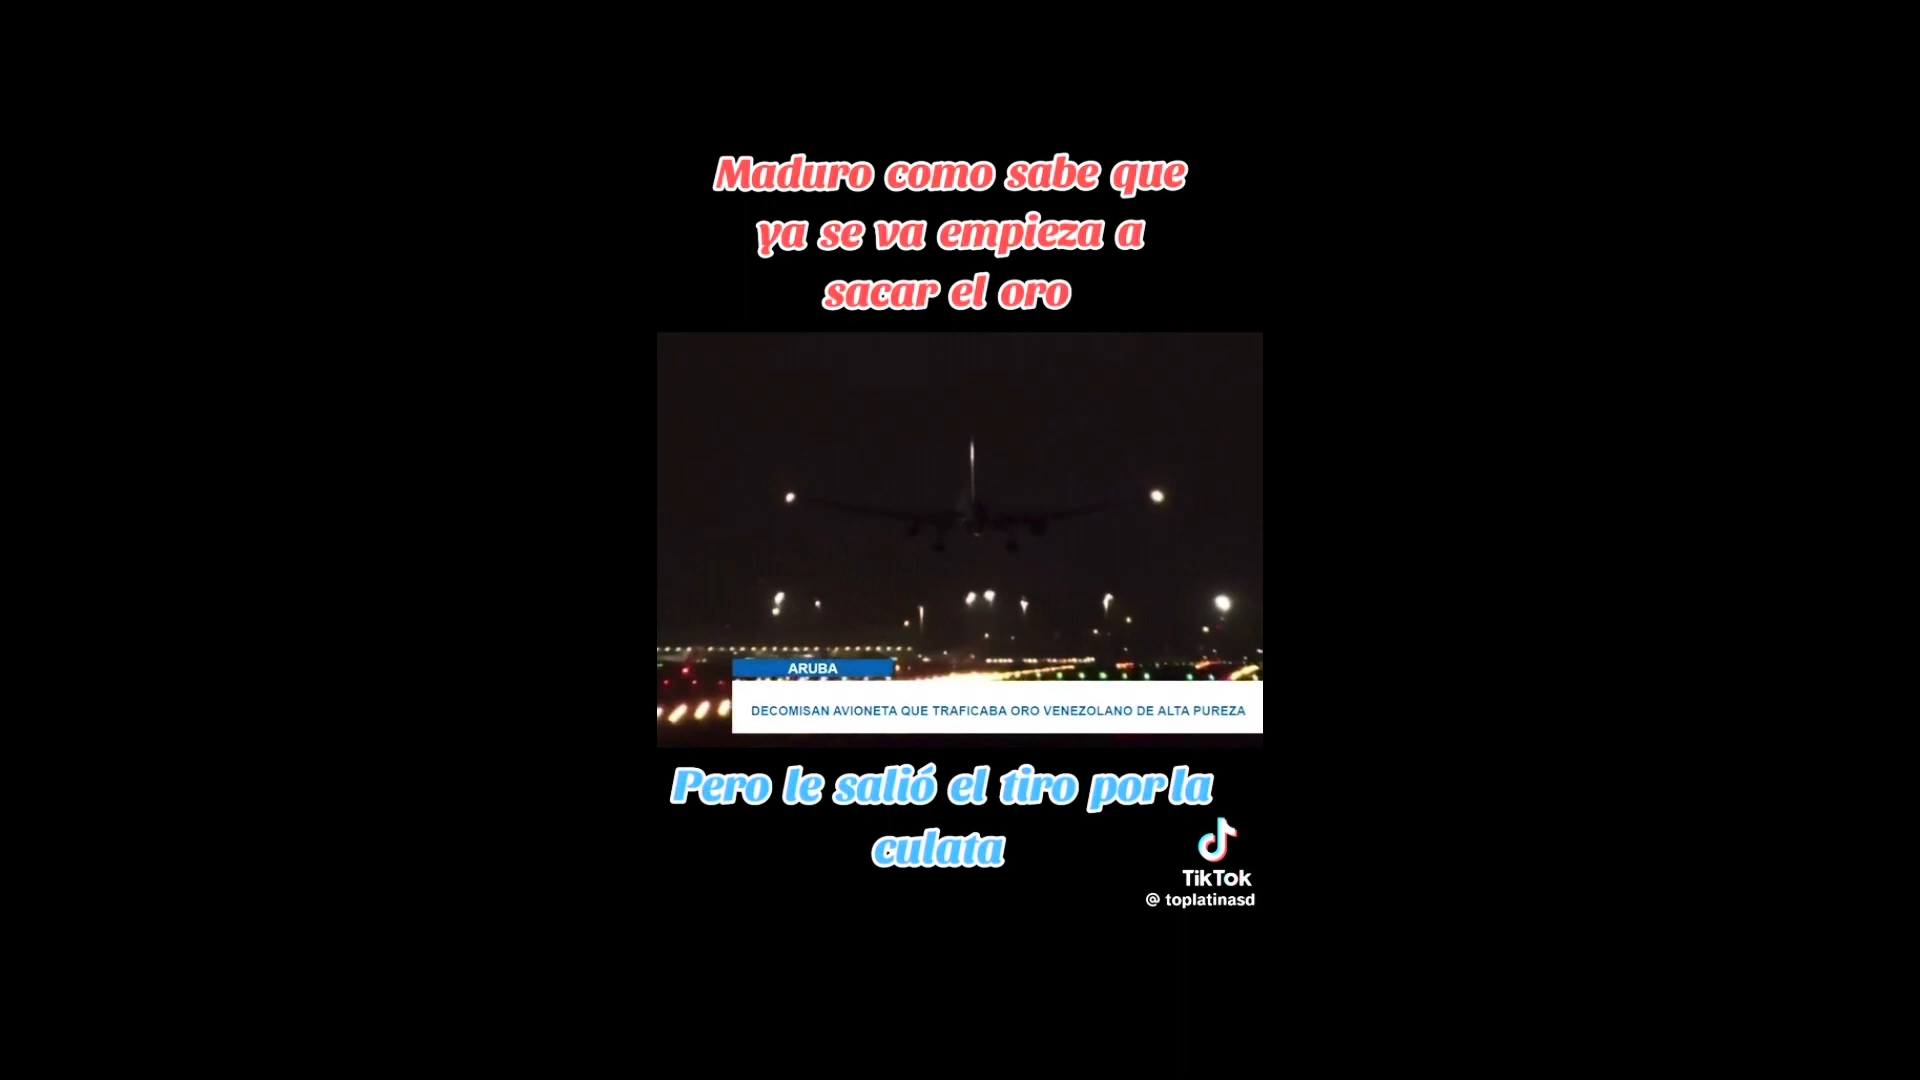 Maduro como sabe que
ya se va empieza a
sacar el oro
ARUBA
DECOMISAN AVIONETA QUE TRAFICABA ORO VENEZOLANO DE ALTA PUREZA
Pero le salió el tiro por la
culata
TikTok
@ toplatinasd